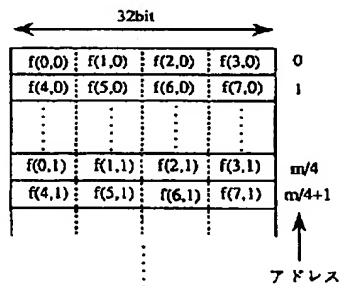 32bit
f(0,0) f(1,0) f(2,0) f(3,0) 0
f(4,0) f(5,0) f(6,0) f(7,0) 1
f(0,1) f(1,1) f(2,1) f(3,1) m/4
f(4,1) f(5,1) f(6,1) f(7,1) m/4+1
アドレス